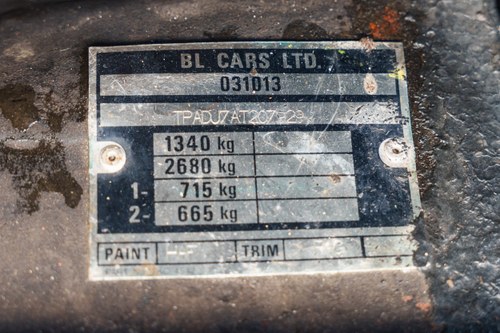 BL CARS LTD.
031013
1340 kg
2680 kg
1- 715 kg
2- 665 kg
PAINT TRIM